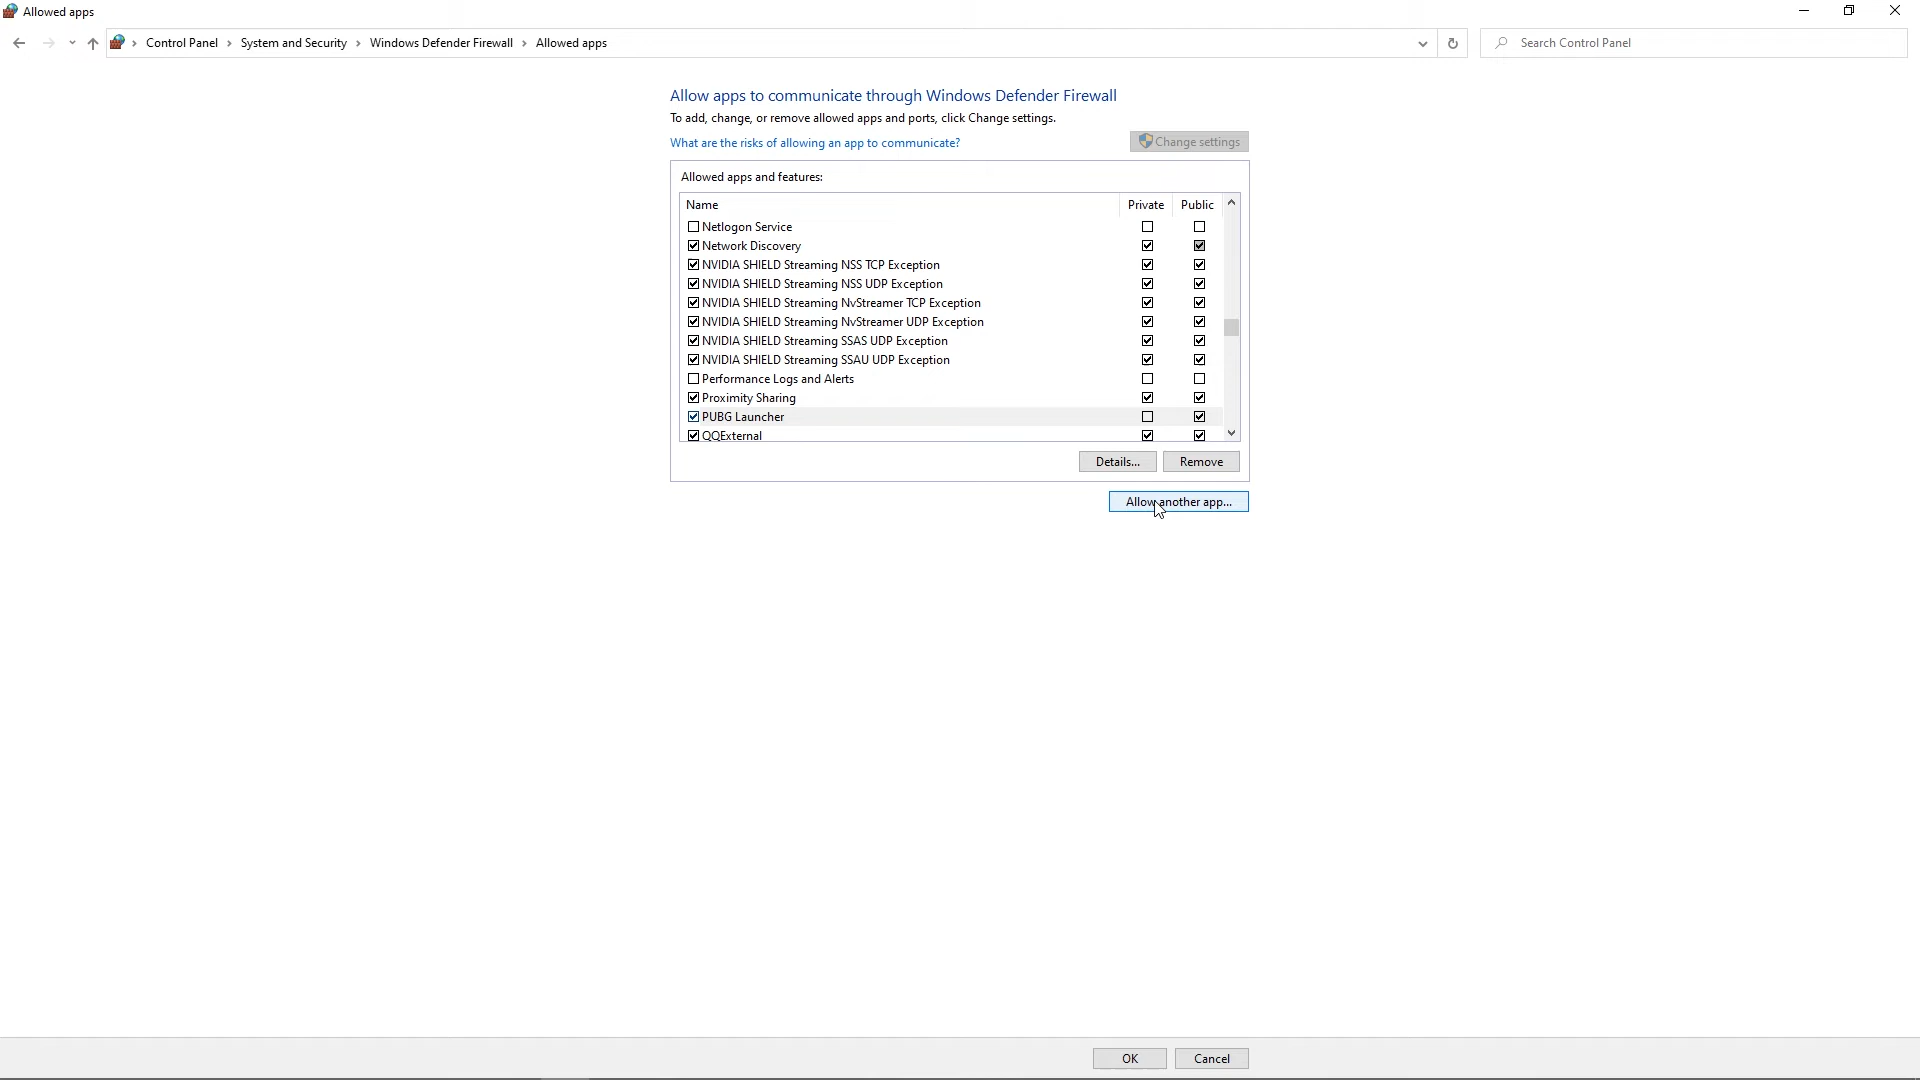 Allowed apps
Control Panel > System and Security > Windows Defender Firewall > Allowed apps
Search Control Panel
Allow apps to communicate through Windows Defender Firewall
To add, change, or remove allowed apps and ports, click Change settings.
What are the risks of allowing an app to communicate?
Change settings
Allowed apps and features:
Name Private Public
Netlogon Service
Network Discovery
NVIDIA SHIELD Streaming NSS TCP Exception
NVIDIA SHIELD Streaming NSS UDP Exception
NVIDIA SHIELD Streaming NvStreamer TCP Exception
NVIDIA SHIELD Streaming NvStreamer UDP Exception
NVIDIA SHIELD Streaming SSAS UDP Exception
NVIDIA SHIELD Streaming SSAU UDP Exception
Performance Logs and Alerts
Proximity Sharing
PUBG Launcher
QQExternal
Details... Remove
Allow another app...
OK Cancel